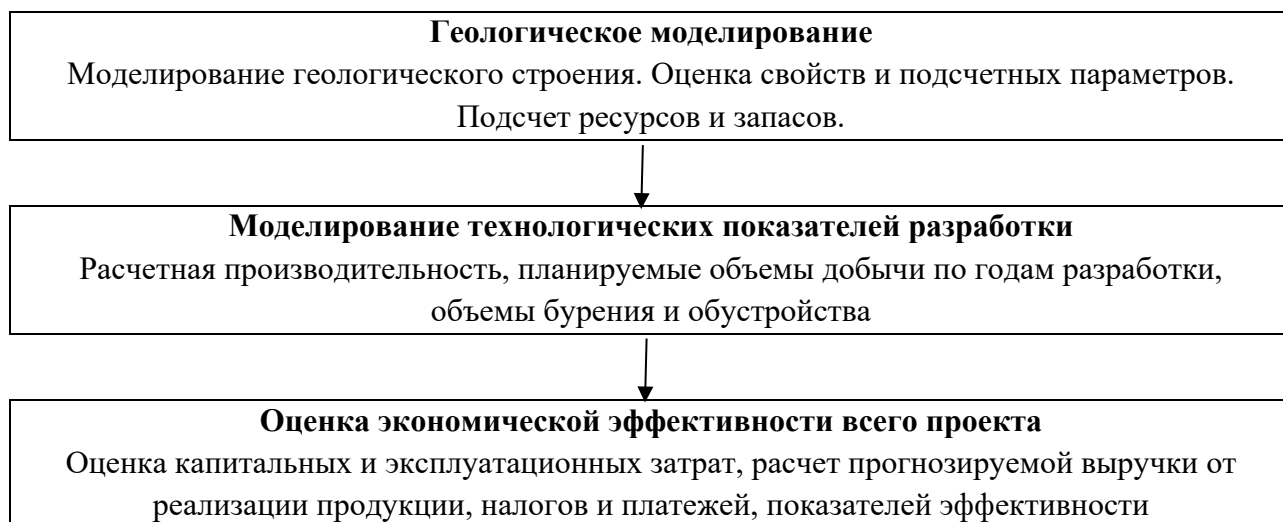 Геологическое моделирование
Моделирование геологического строения. Оценка свойств и подсчетных параметров.
Подсчет ресурсов и запасов.
Моделирование технологических показателей разработки
Расчетная производительность, планируемые объемы добычи по годам разработки,
объемы бурения и обустройства
Оценка экономической эффективности всего проекта
Оценка капитальных и эксплуатационных затрат, расчет прогнозируемой выручки от
реализации продукции, налогов и платежей, показателей эффективности